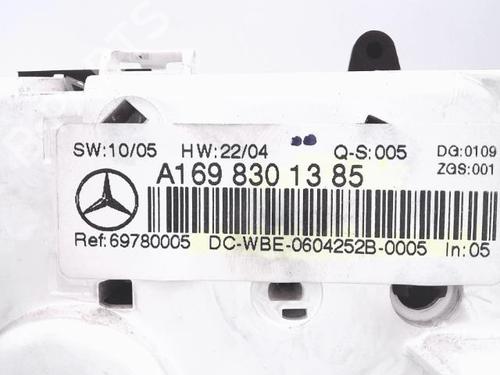 SW:10/05 HW:22/04 Q-S:005 DG:0109
ZGS:001
A169 830 13 85
Ref:69780005 DC-WBE-0604252B-0005 In:05